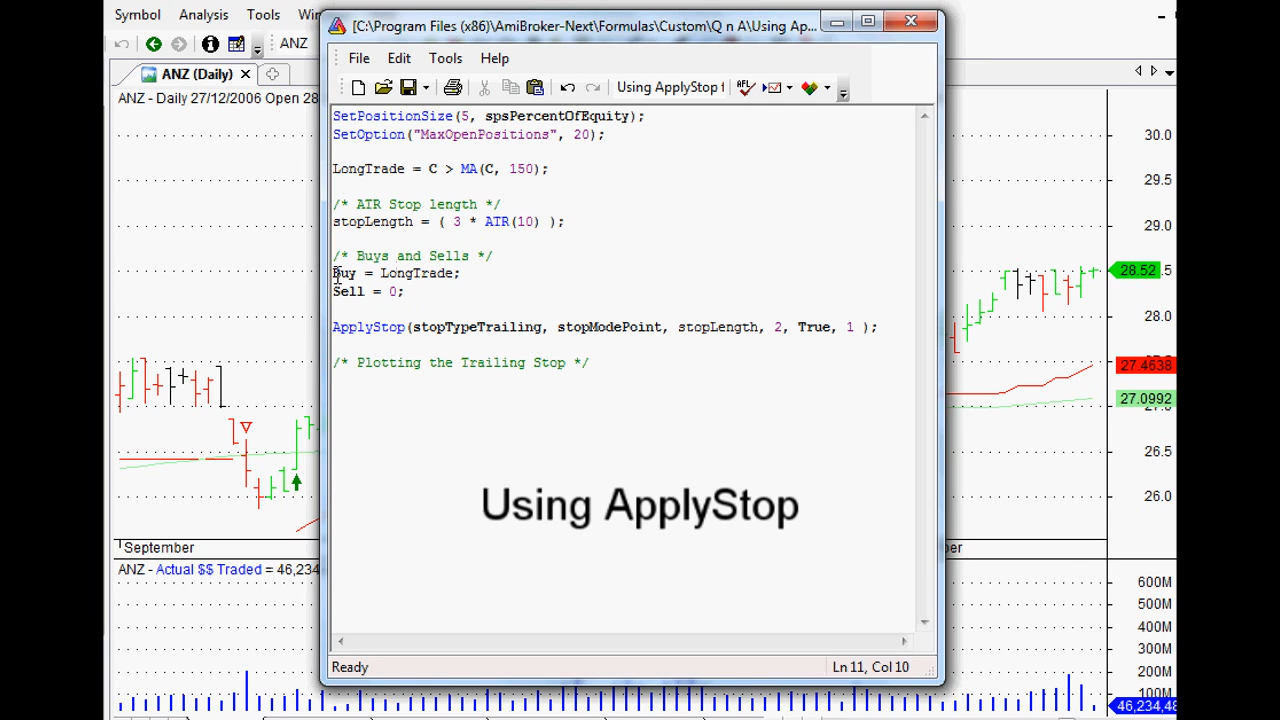 Symbol Analysis Tools Win
ANZ
ANZ (Daily)
ANZ - Daily 27/12/2006 Open 28
[C:\Program Files (x86)\AmiBroker-Next\Formulas\Custom\Q n A\Using Ap...
File Edit Tools Help
Using ApplyStop
AFL
SetPositionSize(5, spsPercentOfEquity);
SetOption("MaxOpenPositions", 20);
LongTrade = C > MA(C, 150);
/* ATR Stop length */
stopLength = ( 3 * ATR(10) );
/* Buys and Sells */
Buy = LongTrade;
Sell = 0;
ApplyStop(stopTypeTrailing, stopModePoint, stopLength, 2, True, 1 );
/* Plotting the Trailing Stop */
Using ApplyStop
Ready Ln 11, Col 10
30.0
29.5
29.0
28.52
28.0
27.4638
27.0992
26.5
26.0
September
ANZ - Actual $$ Traded = 46,234
600M
500M
400M
300M
200M
100M
46,234,48